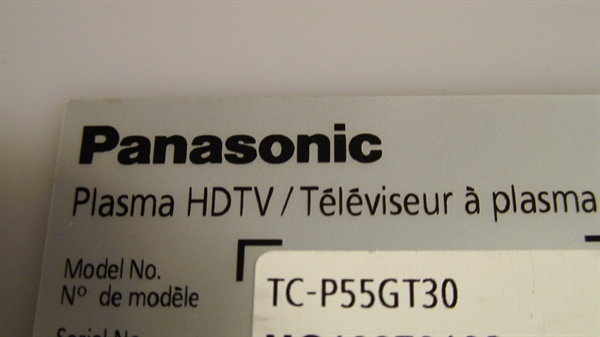 Panasonic
Plasma HDTV / Téléviseur à plasma
Model No.
Nº de modèle
TC-P55GT30